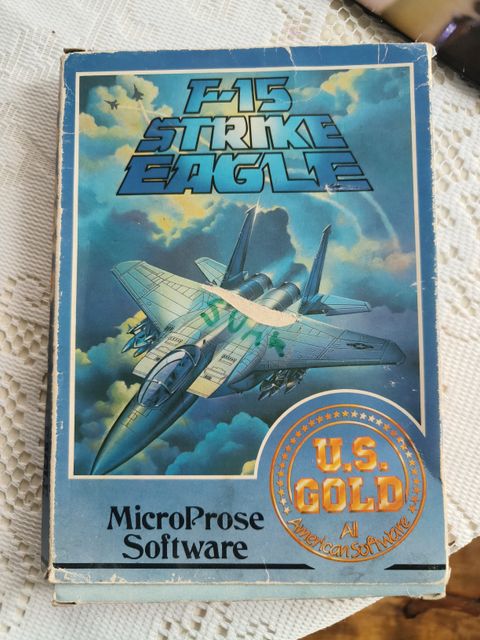 F-15
STRIKE
EAGLE
U.S.
GOLD
All
American Software
MicroProse
Software